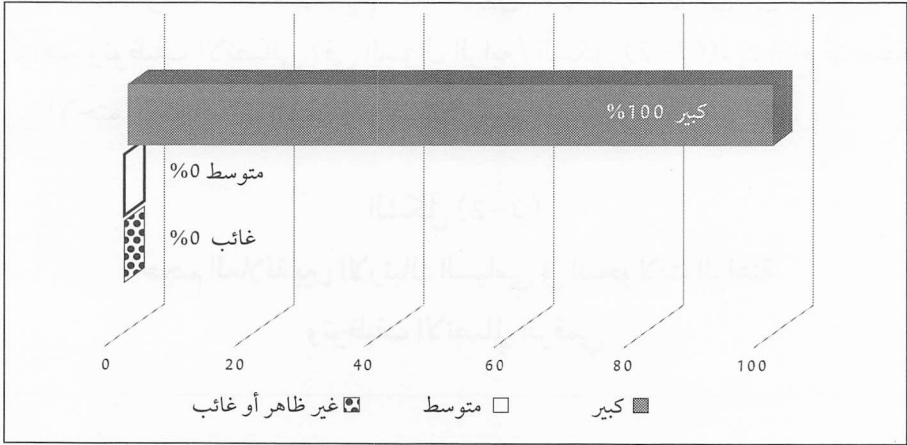 كبير 100%
متوسط 0%
غائب 0%
0 20 40 60 80 100
كبير متوسط غير ظاهر أو غائب